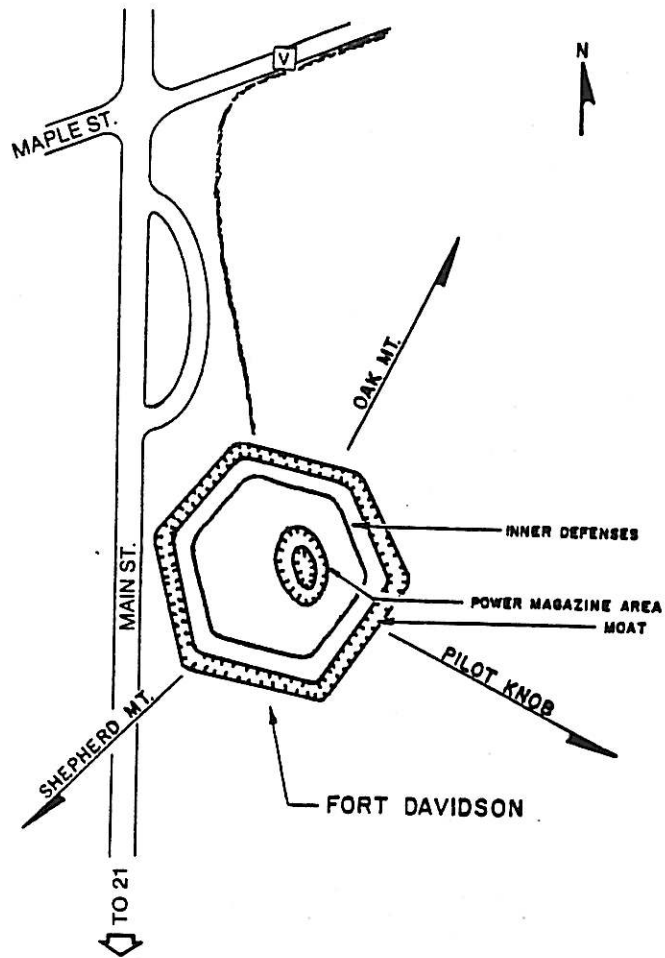 V
N
MAPLE ST.
OAK MT.
INNER DEFENSES
MAIN ST.
POWER MAGAZINE AREA
MOAT
PILOT KNOB
SHEPHERD MT.
FORT DAVIDSON
TO 21